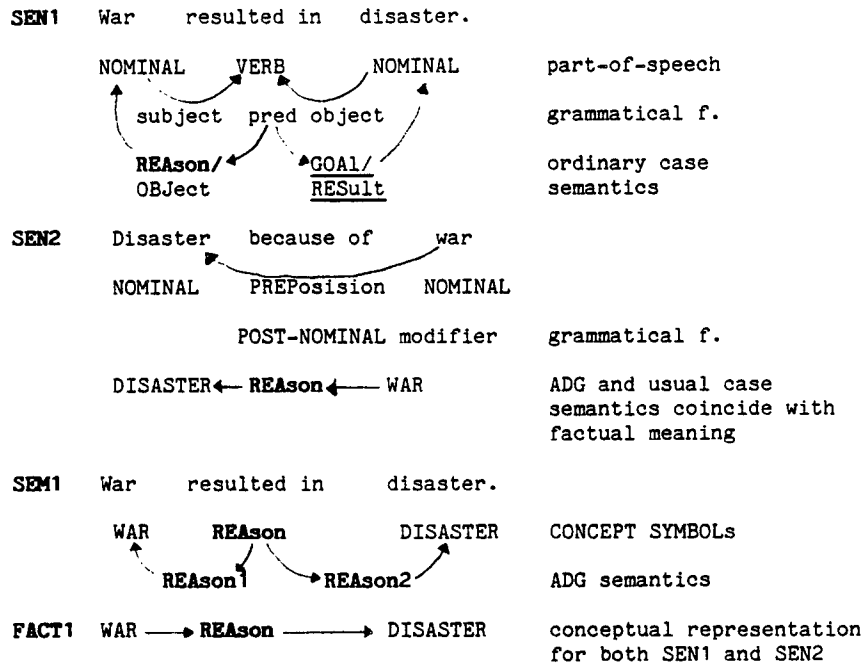 SEN1 War resulted in disaster.
NOMINAL VERB NOMINAL part-of-speech
subject pred object grammatical f.
REAson/ GOAl/ ordinary case
OBJect RESult semantics
SEN2 Disaster because of war
NOMINAL PREPosision NOMINAL
POST-NOMINAL modifier grammatical f.
DISASTER REAson WAR ADG and usual case
semantics coincide with
factual meaning
SEM1 War resulted in disaster.
WAR REAson DISASTER CONCEPT SYMBOLs
REAson1 REAson2 ADG semantics
FACT1 WAR REAson DISASTER conceptual representation
for both SEN1 and SEN2